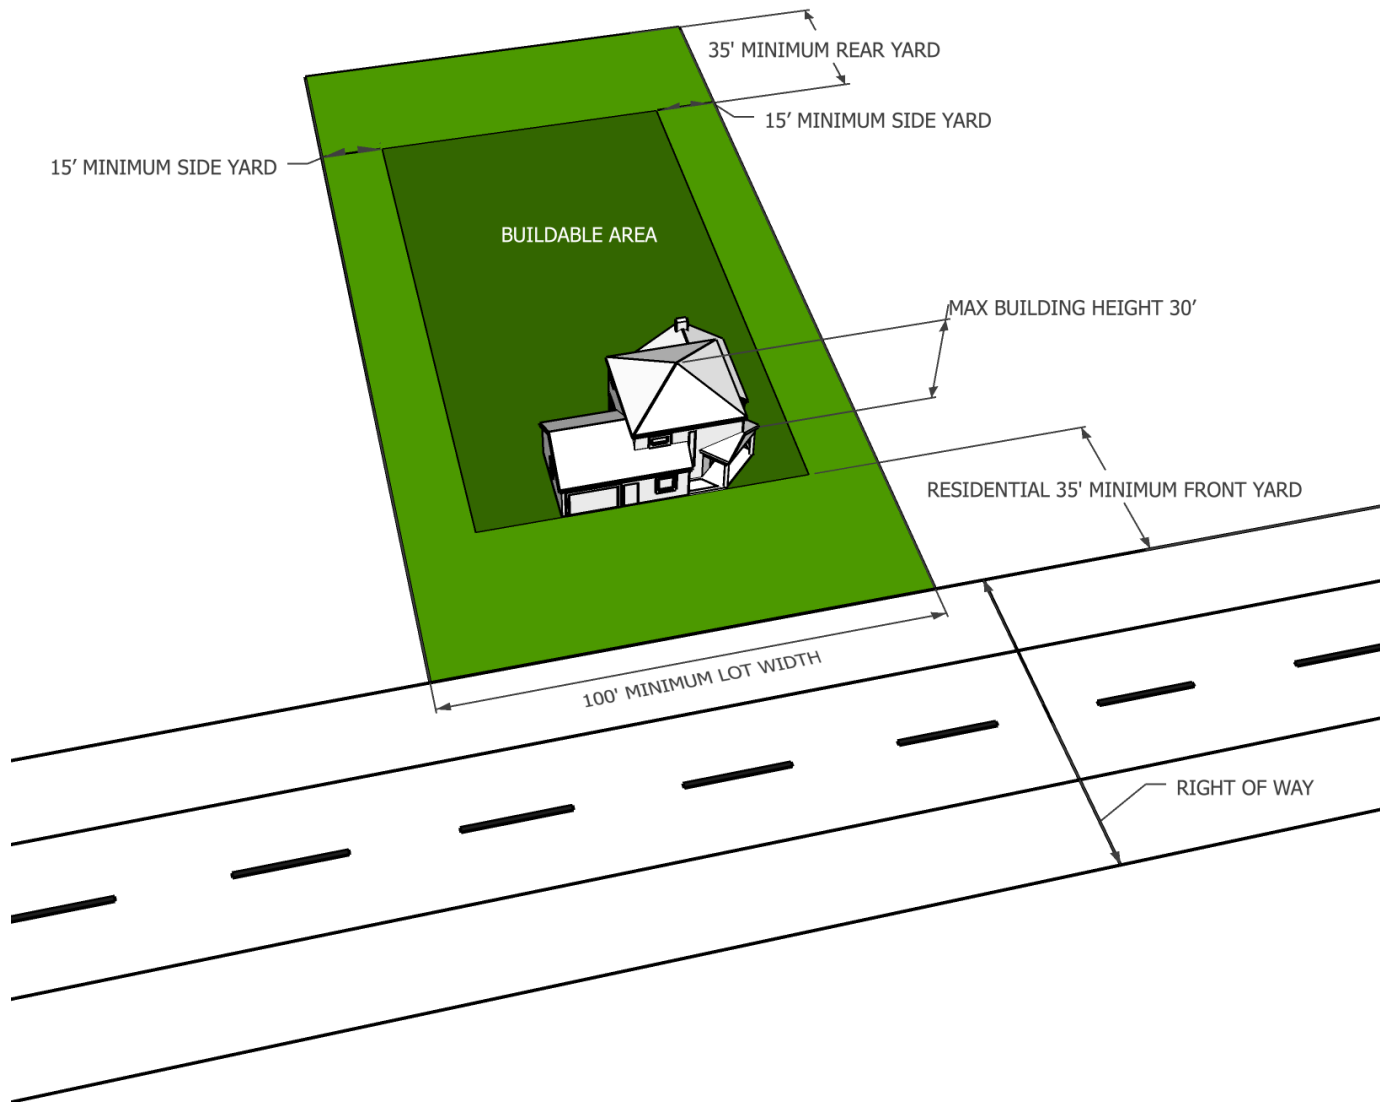 35' MINIMUM REAR YARD
15’ MINIMUM SIDE YARD
15’ MINIMUM SIDE YARD
BUILDABLE AREA
MAX BUILDING HEIGHT 30’
RESIDENTIAL 35' MINIMUM FRONT YARD
100' MINIMUM LOT WIDTH
RIGHT OF WAY